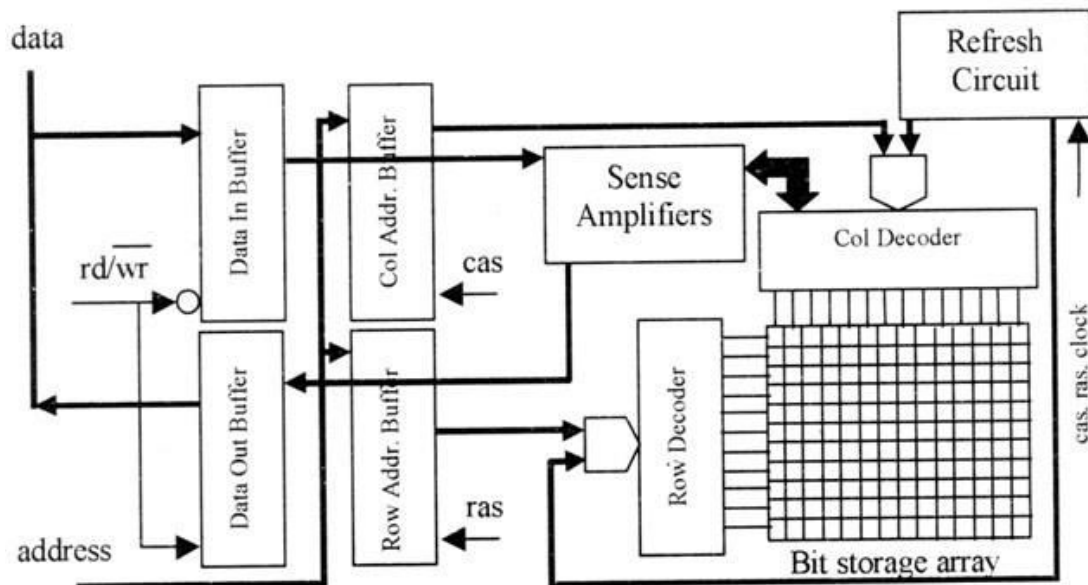 data
Refresh
Circuit
Data In Buffer
Col Addr. Buffer
Sense
Amplifiers
Col Decoder
rd/w̅r̅
cas
cas, ras, clock
Data Out Buffer
Row Addr. Buffer
Row Decoder
ras
address
Bit storage array